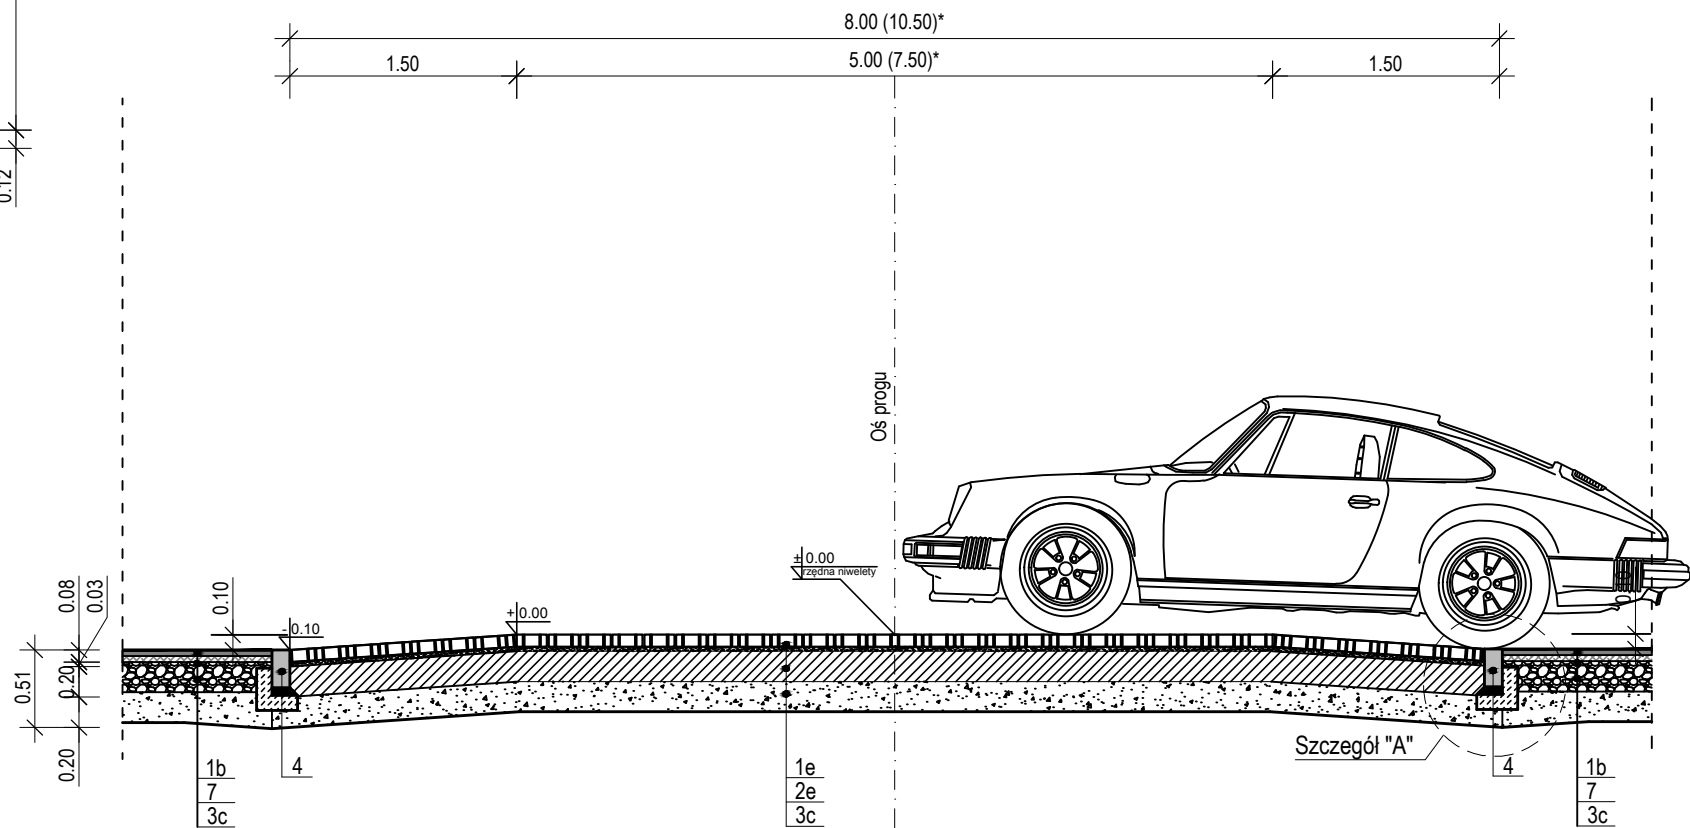 8.00 (10.50)*
1.50
5.00 (7.50)*
1.50
0.12
Oś progu
± 0.00
rzędna niwelety
+0.00
- 0.10
0.10
0.08
0.03
0.20
0.51
0.20
Szczegół "A"
1b
7
3c
4
1e
2e
3c
4
1b
7
3c